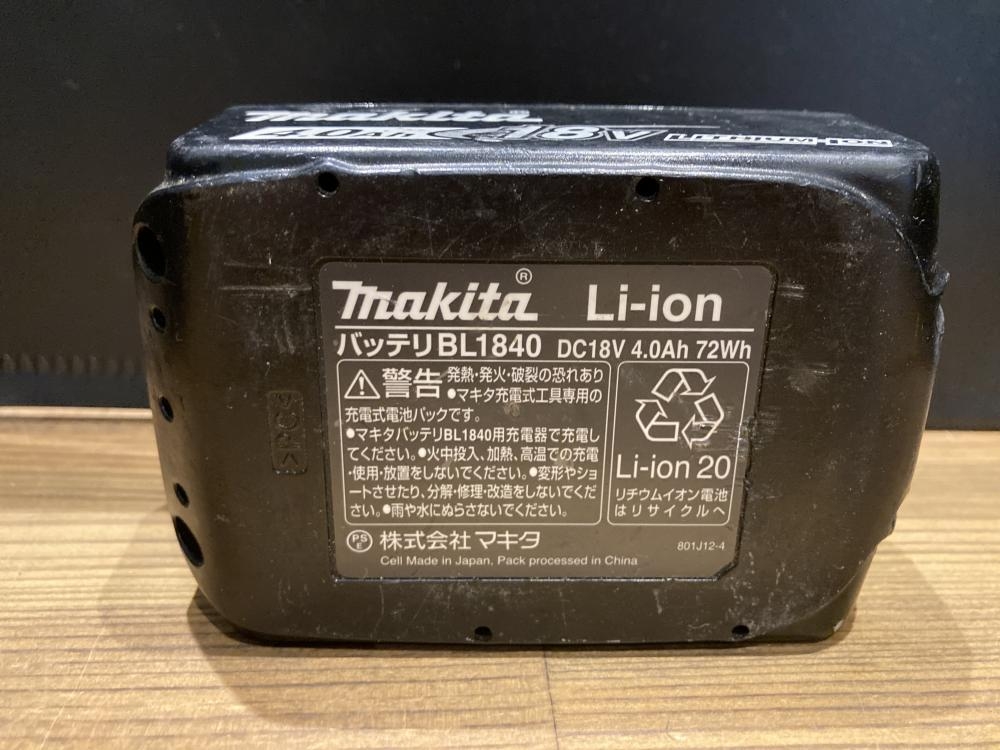 makita
4.0Ah 18V LITHIUM-ION
makita® Li-ion
バッテリBL1840 DC18V 4.0Ah 72Wh
警告 発熱・発火・破裂の恐れあり
●マキタ充電式工具専用の
充電式電池パックです。
●マキタバッテリBL1840用充電器で充電し
てください。●火中投入、加熱、高温での充電
・使用・放置をしないでください。●変形やショ
ートさせたり、分解・修理・改造をしないでくだ
さい。●雨や水にぬらさないでください。
Li-ion 20
リチウムイオン電池
はリサイクルへ
PSE 株式会社マキタ
801J12-4
Cell Made in Japan, Pack processed in China
>PC<